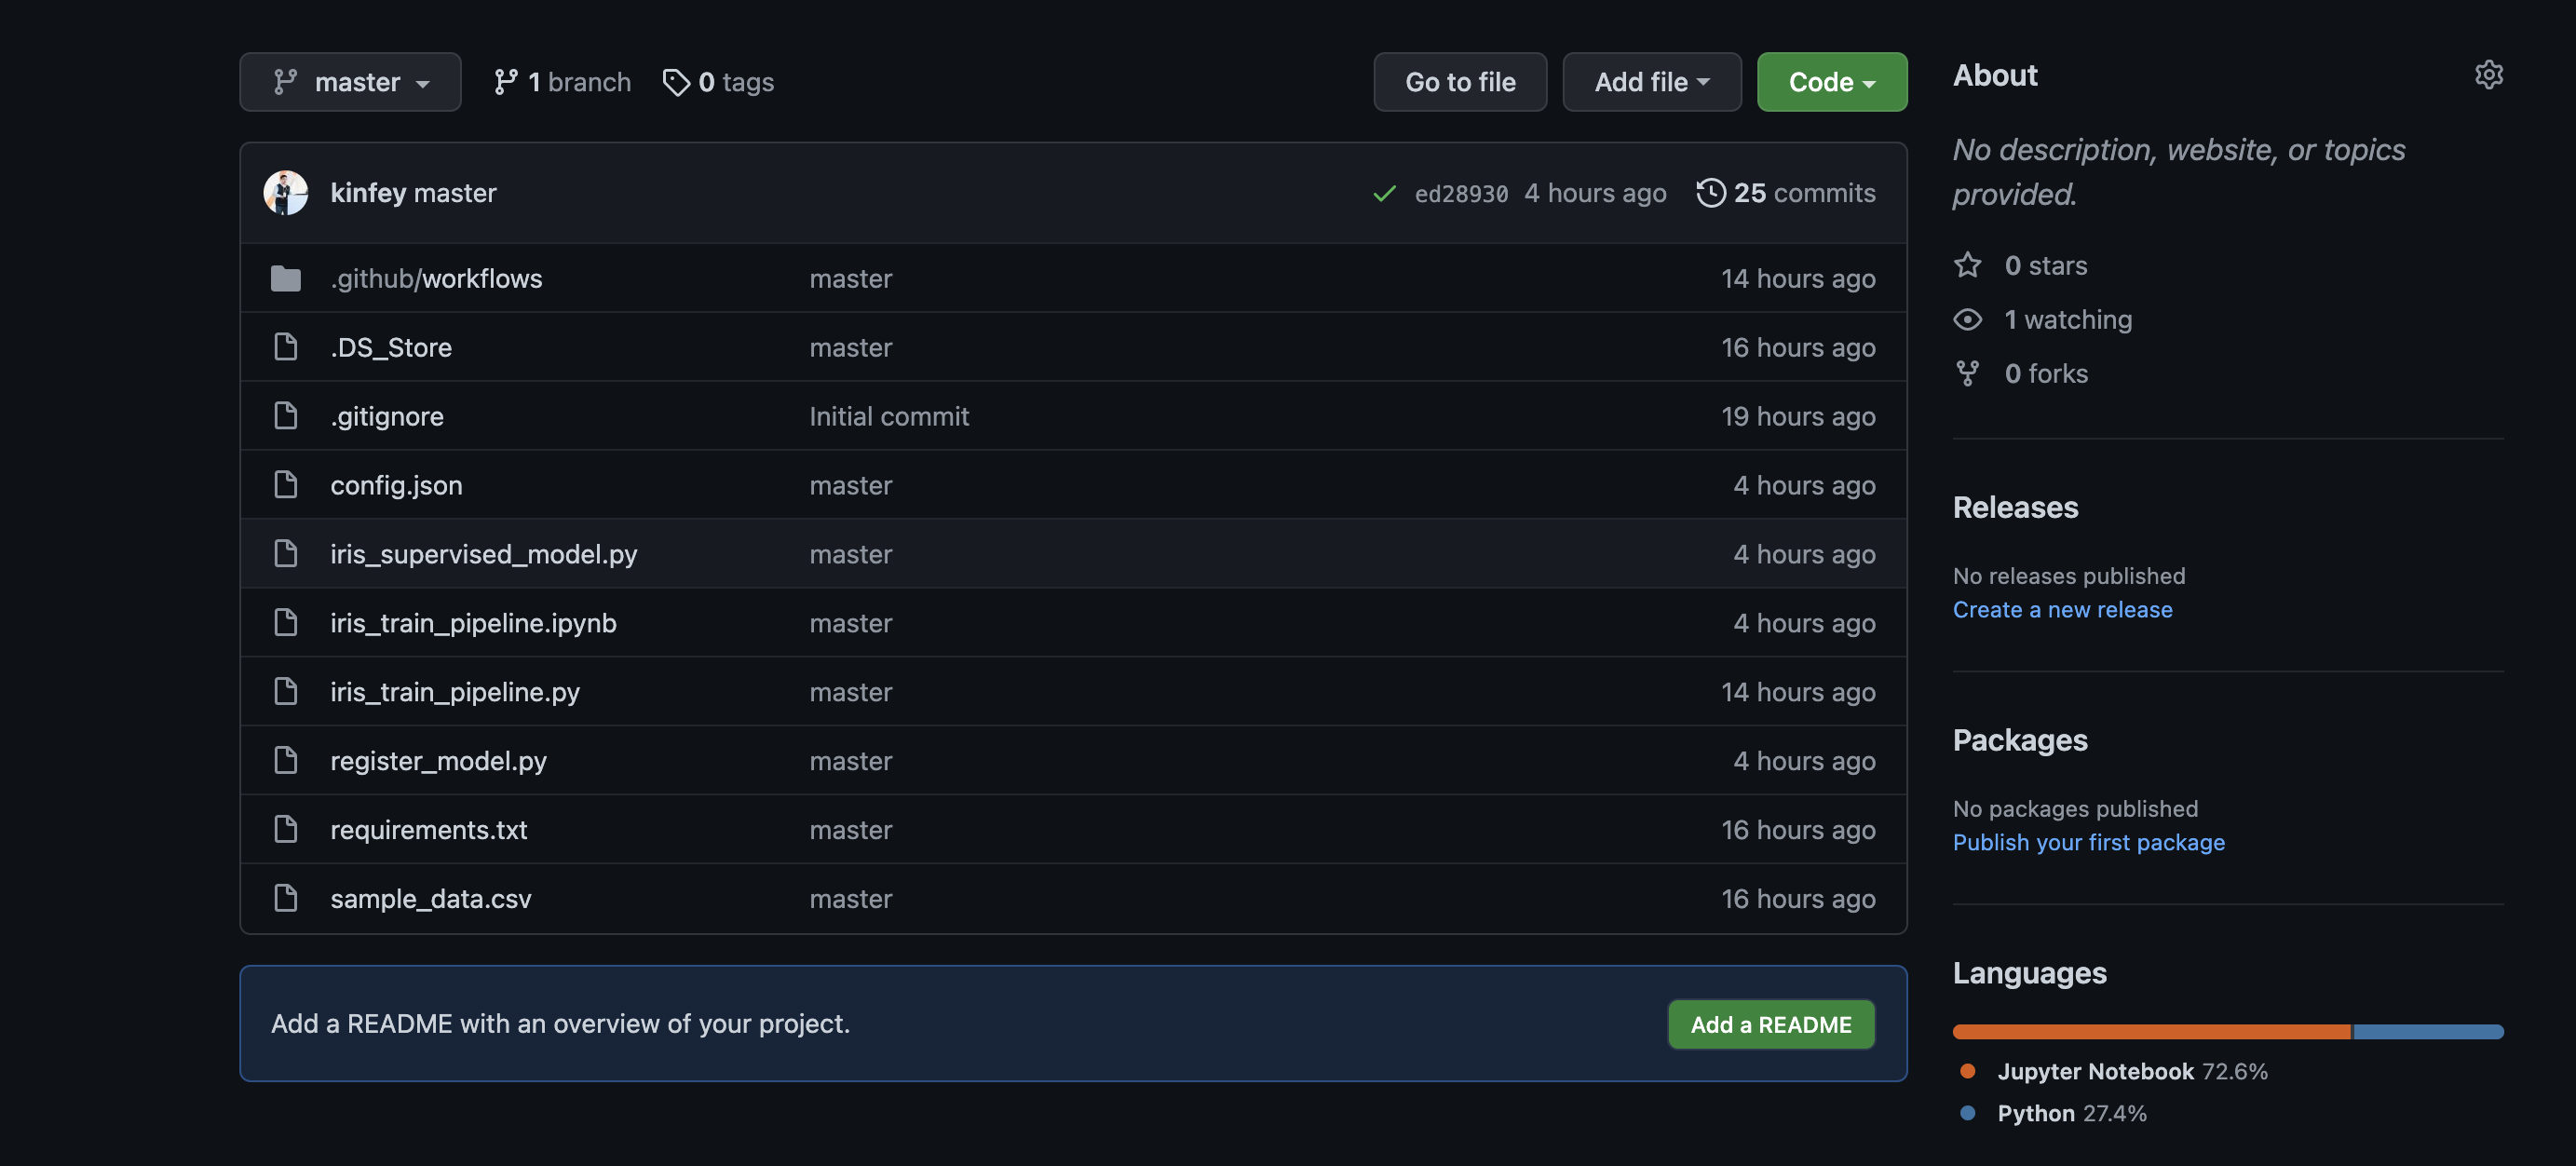 master
1 branch
0 tags
Go to file
Add file
Code
kinfey master
ed28930 4 hours ago
25 commits
.github/workflows master 14 hours ago
.DS_Store master 16 hours ago
.gitignore Initial commit 19 hours ago
config.json master 4 hours ago
iris_supervised_model.py master 4 hours ago
iris_train_pipeline.ipynb master 4 hours ago
iris_train_pipeline.py master 14 hours ago
register_model.py master 4 hours ago
requirements.txt master 16 hours ago
sample_data.csv master 16 hours ago
Add a README with an overview of your project.
Add a README
About
No description, website, or topics
provided.
0 stars
1 watching
0 forks
Releases
No releases published
Create a new release
Packages
No packages published
Publish your first package
Languages
Jupyter Notebook 72.6%
Python 27.4%